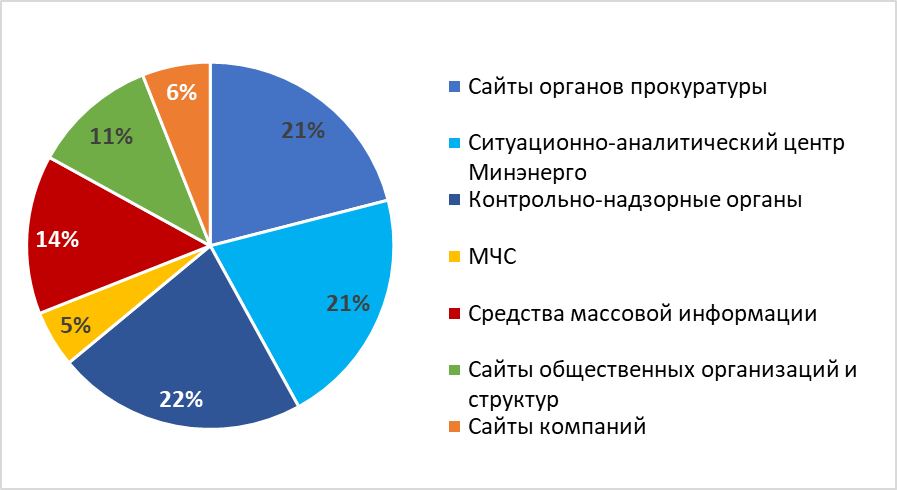 6%
21%
11%
14%
5%
21%
22%
Сайты органов прокуратуры
Ситуационно-аналитический центр
Минэнерго
Контрольно-надзорные органы
МЧС
Средства массовой информации
Сайты общественных организаций и
структур
Сайты компаний